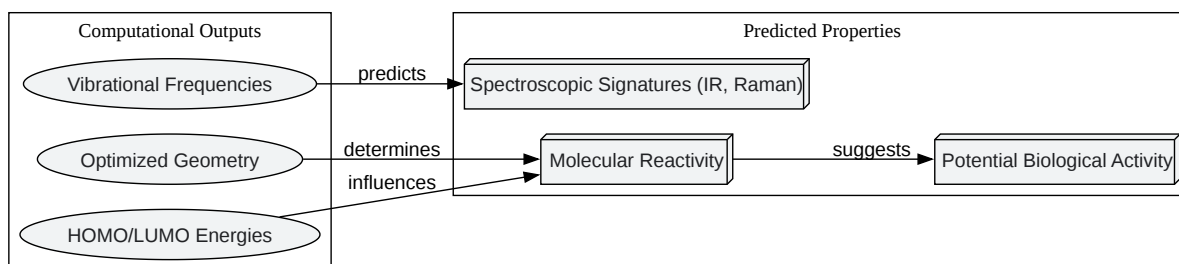 Computational Outputs
Predicted Properties
Vibrational Frequencies
predicts
Spectroscopic Signatures (IR, Raman)
Optimized Geometry
determines
Molecular Reactivity
suggests
Potential Biological Activity
influences
HOMO/LUMO Energies